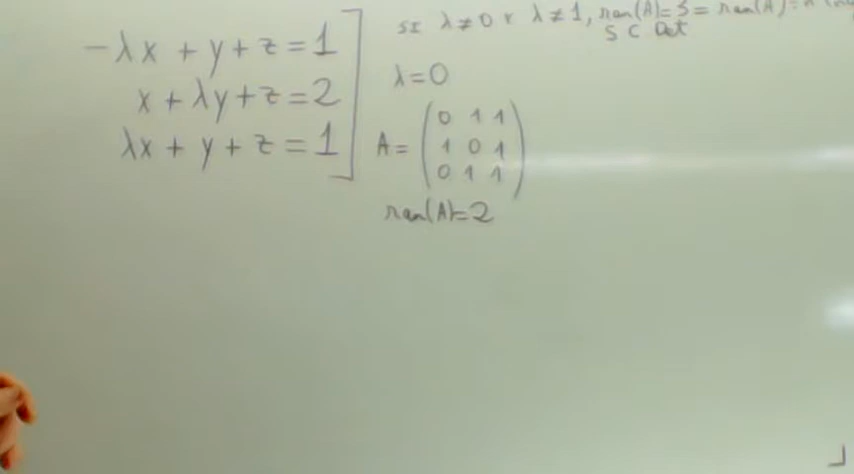 -λx + y + z = 1
x + λy + z = 2
λx + y + z = 1
SI λ≠0 Y λ≠1, ran(A)=3 = ran(A)=n
S C Det
λ=0
A = ( 0 1 1
1 0 1
0 1 1 )
ran(A)=2